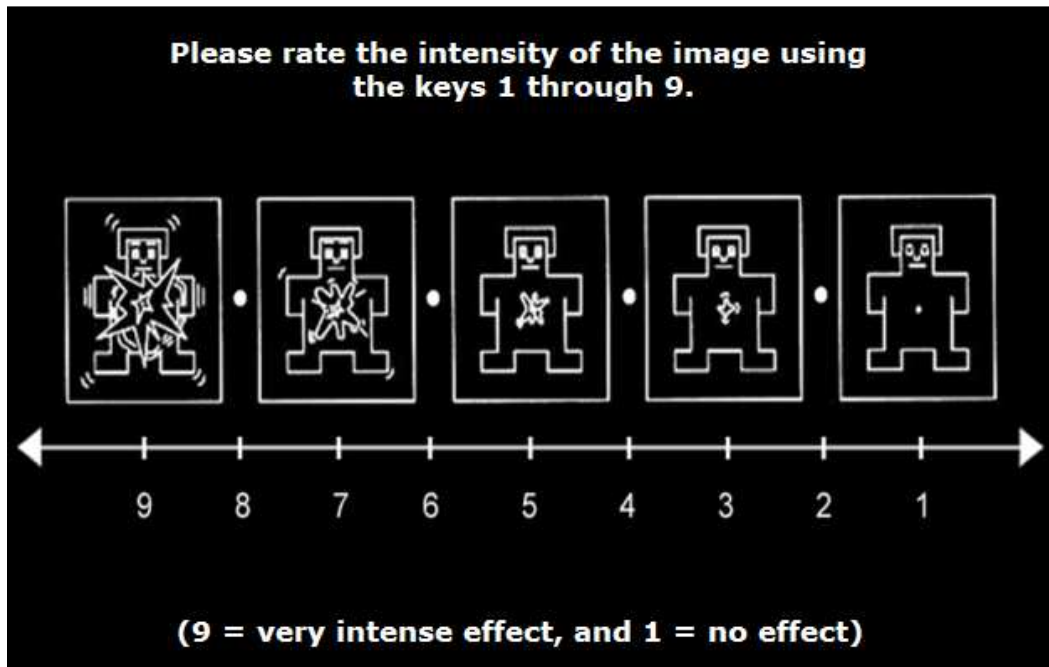 Please rate the intensity of the image using
the keys 1 through 9.
9 8 7 6 5 4 3 2 1
(9 = very intense effect, and 1 = no effect)